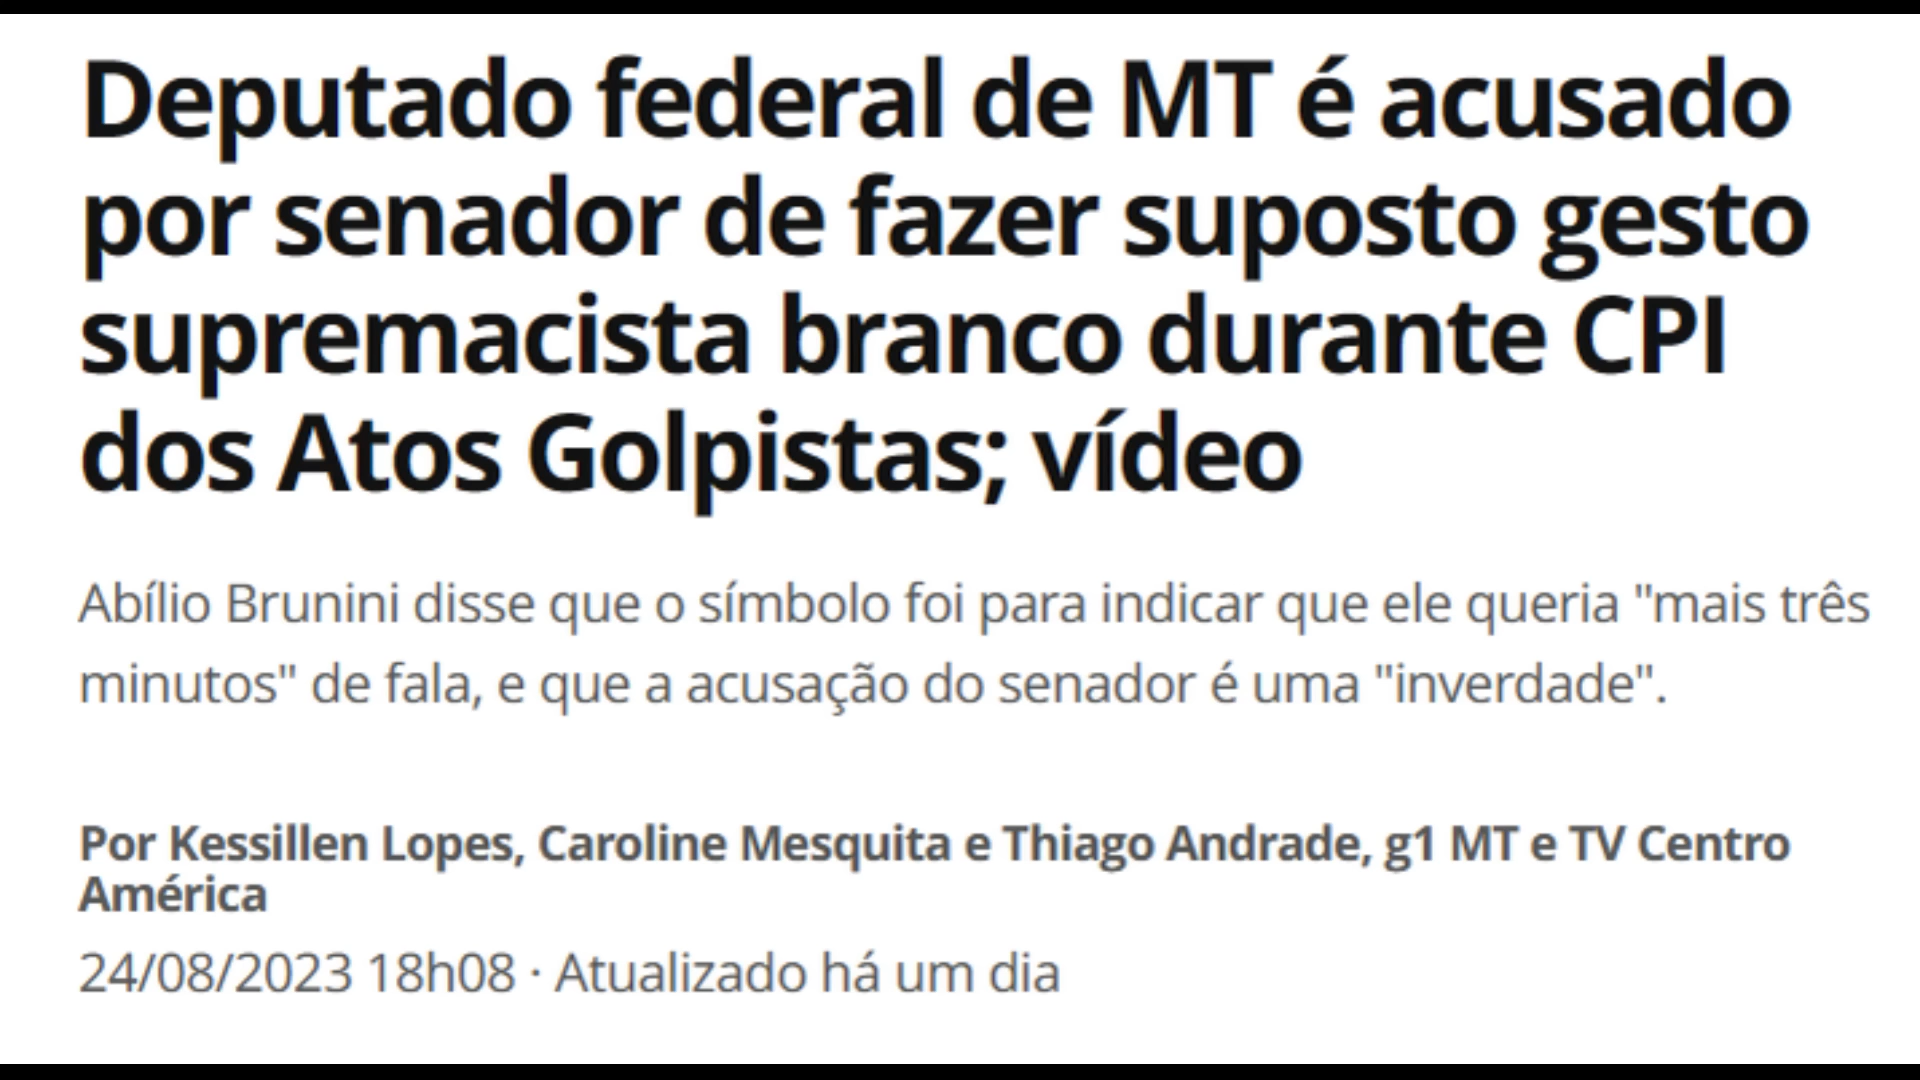 Deputado federal de MT é acusado
por senador de fazer suposto gesto
supremacista branco durante CPI
dos Atos Golpistas; vídeo
Abílio Brunini disse que o símbolo foi para indicar que ele queria "mais três
minutos" de fala, e que a acusação do senador é uma "inverdade".
Por Kessillen Lopes, Caroline Mesquita e Thiago Andrade, g1 MT e TV Centro
América
24/08/2023 18h08 · Atualizado há um dia